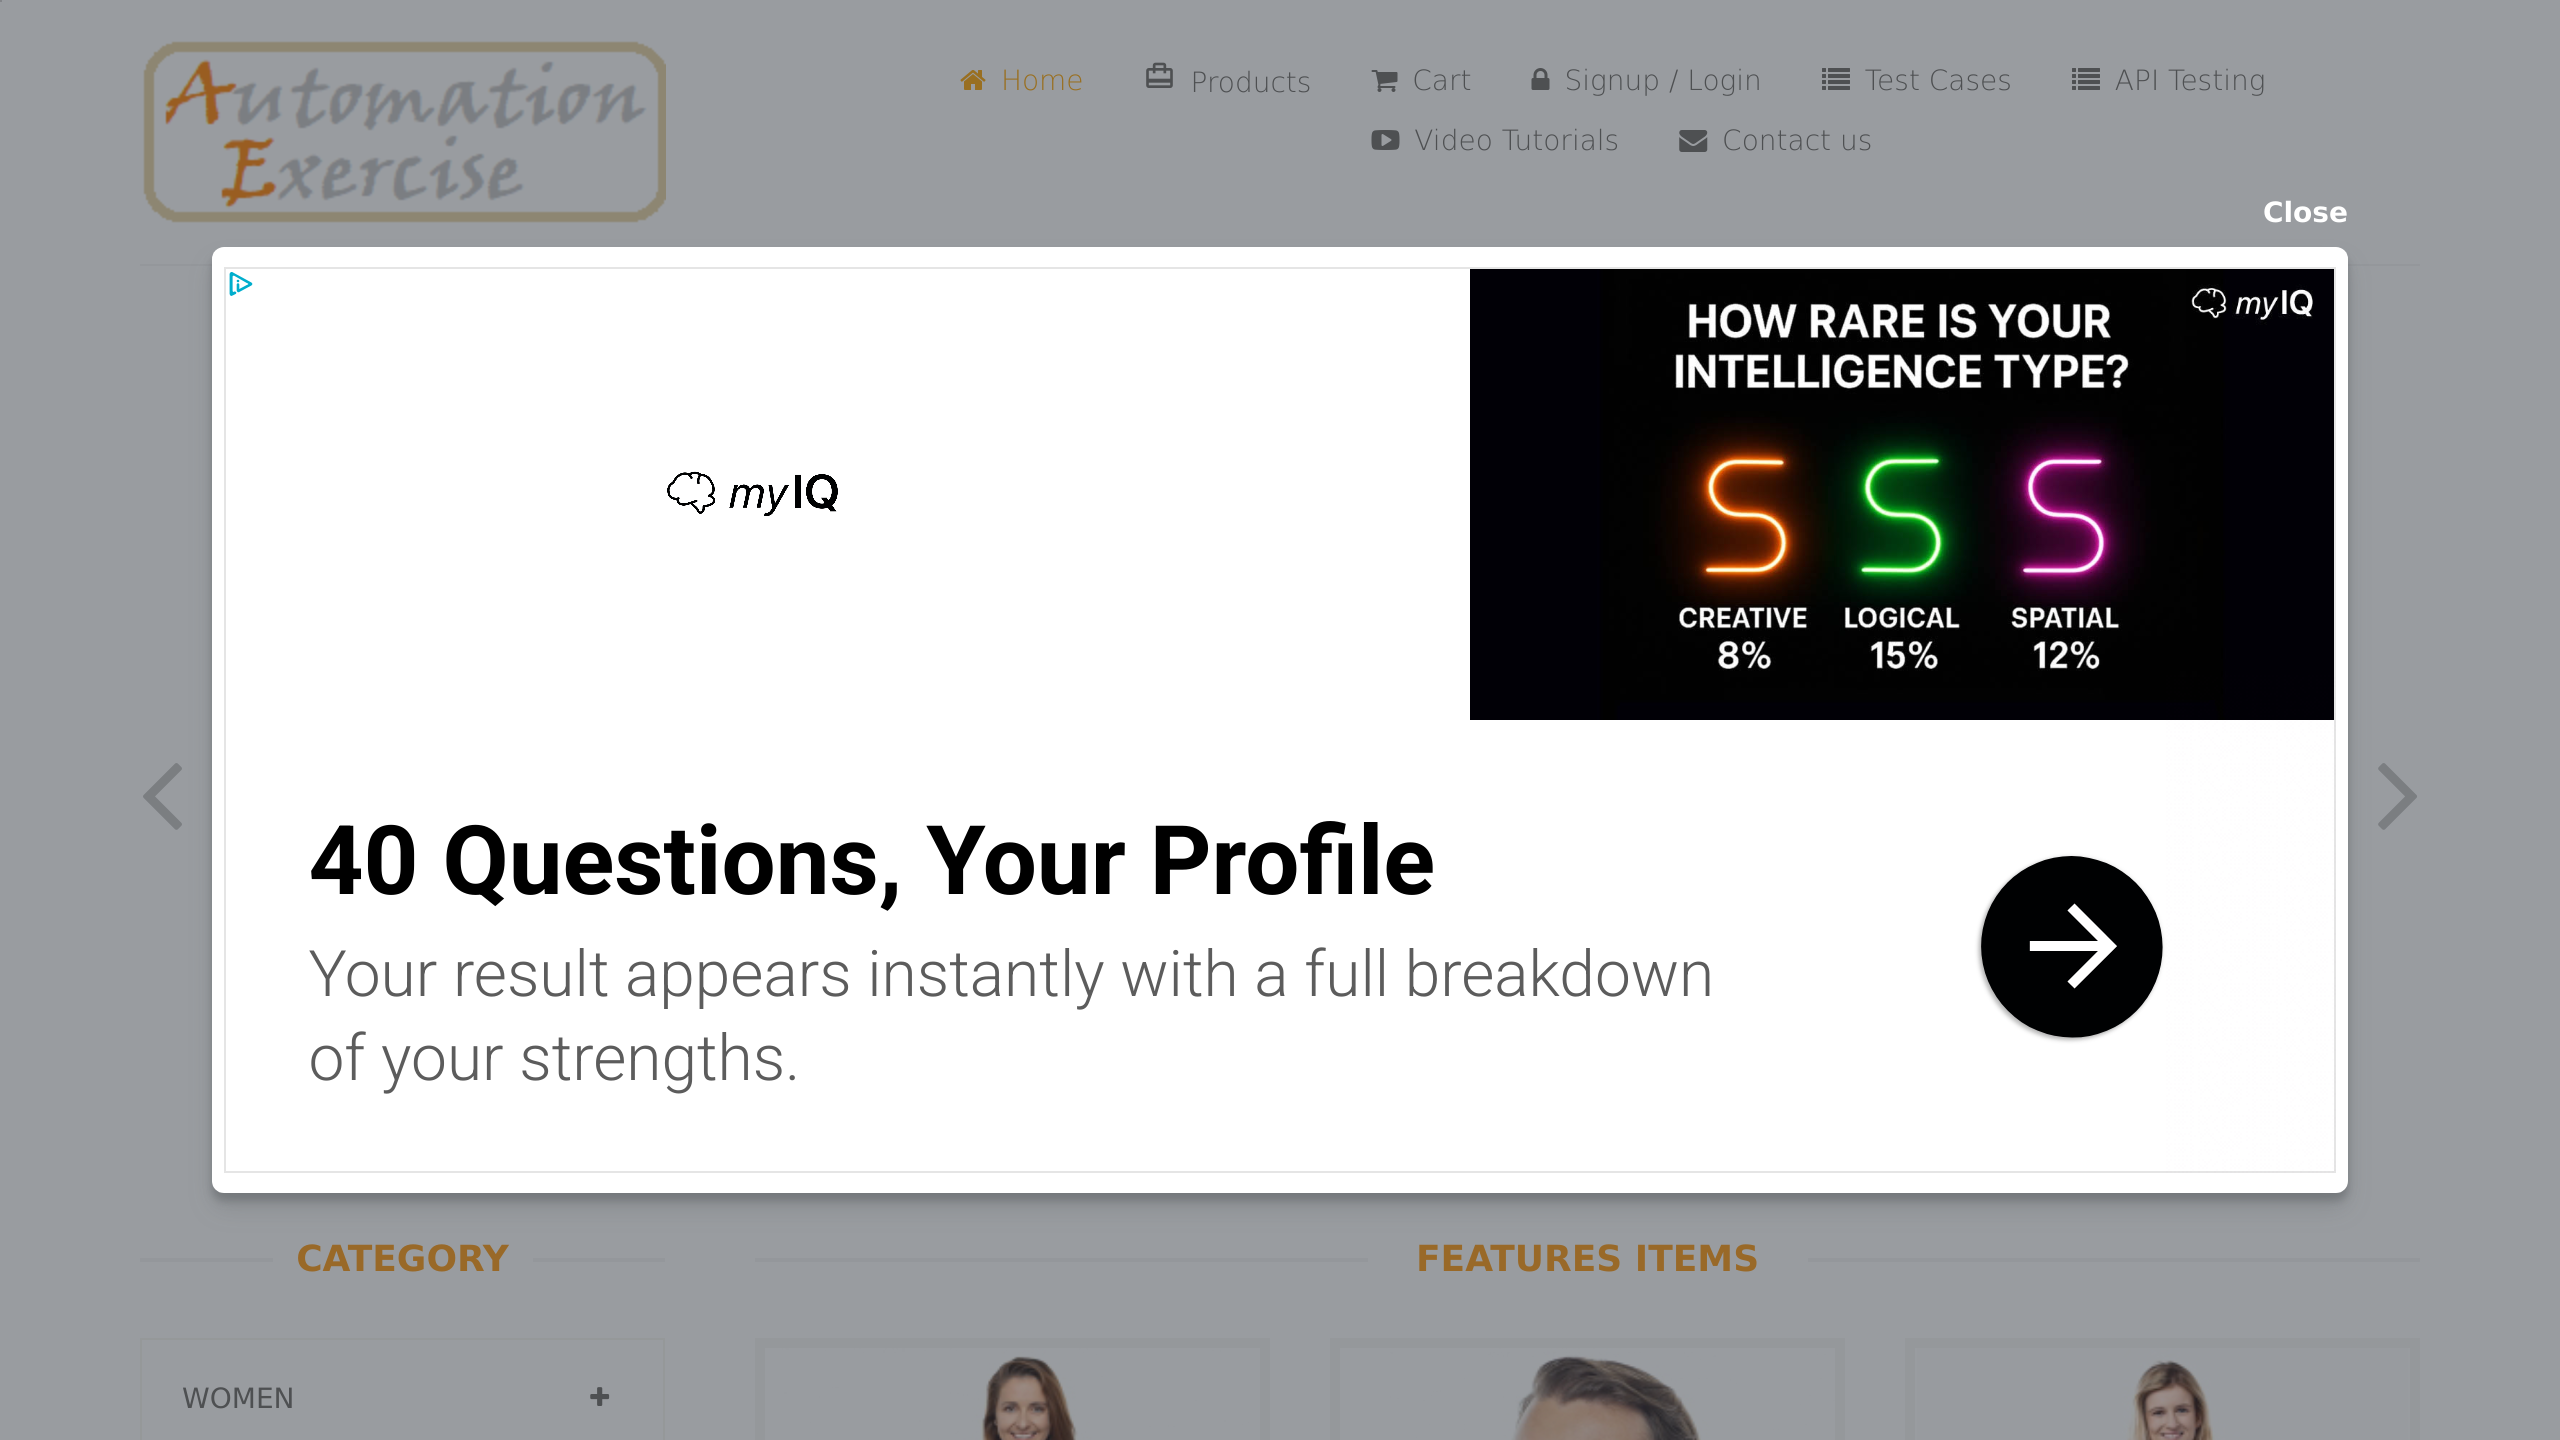 Automation
Exercise
Home
Products
Cart
Signup / Login
Test Cases
API Testing
Video Tutorials
Contact us
Close
myIQ
HOW RARE IS YOUR
INTELLIGENCE TYPE?
CREATIVE LOGICAL SPATIAL
8% 15% 12%
myIQ
40 Questions, Your Profile
Your result appears instantly with a full breakdown
of your strengths.
CATEGORY
FEATURES ITEMS
WOMEN